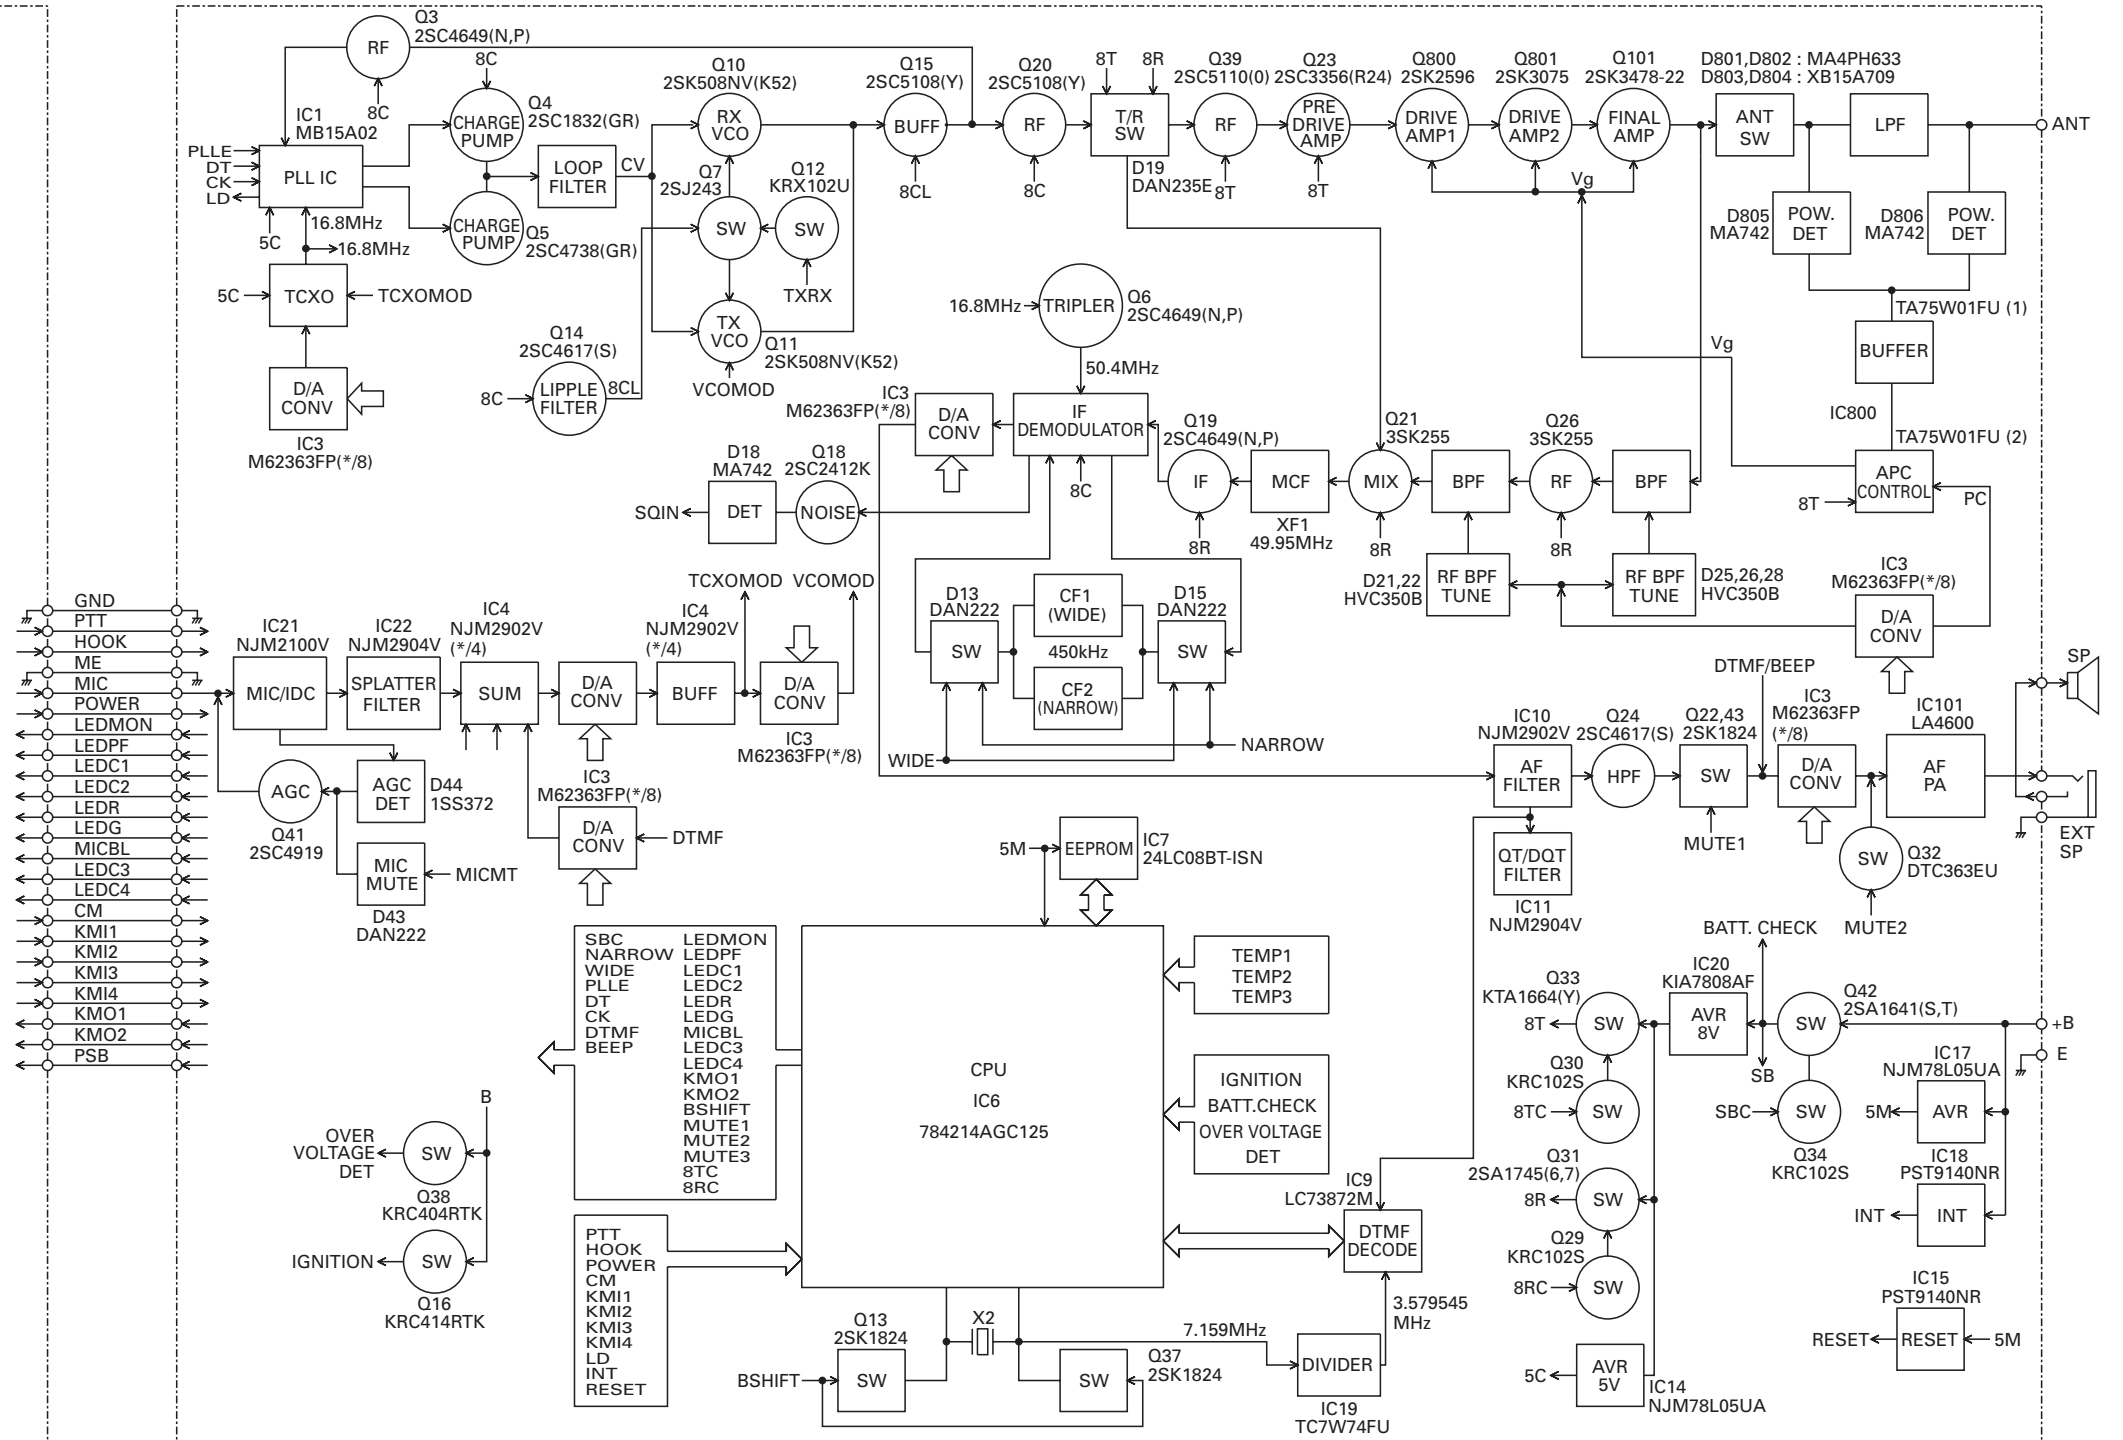 Q3
2SC4649(N,P)
RF
8C
IC1
MB15A02
PLLE
DT
CK
LD
PLL IC
5C
16.8MHz
16.8MHz
5C
TCXO
TCXOMOD
D/A
CONV
IC3
M62363FP(*/8)
8C
Q4
2SC1832(GR)
CHARGE
PUMP
CHARGE
PUMP
Q5
2SC4738(GR)
LOOP
FILTER
CV
Q14
2SC4617(S)
8C
LIPPLE
FILTER
8CL
Q10
2SK508NV(K52)
RX
VCO
Q7
2SJ243
SW
Q12
KRX102U
SW
TXRX
TX
VCO
Q11
2SK508NV(K52)
VCOMOD
Q15
2SC5108(Y)
BUFF
8CL
Q20
2SC5108(Y)
RF
8C
8T
8R
T/R
SW
D19
DAN235E
Q39
2SC5110(0)
RF
8T
Q23
2SC3356(R24)
PRE
DRIVE
AMP
8T
Q800
2SK2596
DRIVE
AMP1
Q801
2SK3075
DRIVE
AMP2
Q101
2SK3478-22
FINAL
AMP
Vg
D801,D802 : MA4PH633
D803,D804 : XB15A709
ANT
SW
LPF
ANT
D805
MA742
POW.
DET
D806
MA742
POW.
DET
TA75W01FU (1)
BUFFER
IC800
TA75W01FU (2)
Vg
APC
CONTROL
8T
PC
IC3
M62363FP(*/8)
D/A
CONV
16.8MHz
TRIPLER
Q6
2SC4649(N,P)
50.4MHz
IC3
M62363FP(*/8)
D/A
CONV
IF
DEMODULATOR
8C
Q19
2SC4649(N,P)
IF
8R
MCF
XF1
49.95MHz
Q21
3SK255
MIX
8R
BPF
Q26
3SK255
RF
8R
BPF
D21,22
HVC350B
RF BPF
TUNE
RF BPF
TUNE
D25,26,28
HVC350B
D18
MA742
Q18
2SC2412K
SQIN
DET
NOISE
D13
DAN222
SW
CF1
(WIDE)
450kHz
CF2
(NARROW)
D15
DAN222
SW
WIDE
NARROW
TCXOMOD
VCOMOD
GND
PTT
HOOK
ME
MIC
POWER
LEDMON
LEDPF
LEDC1
LEDC2
LEDR
LEDG
MICBL
LEDC3
LEDC4
CM
KMI1
KMI2
KMI3
KMI4
KMO1
KMO2
PSB
IC21
NJM2100V
MIC/IDC
IC22
NJM2904V
SPLATTER
FILTER
IC4
NJM2902V
(*/4)
SUM
D/A
CONV
IC4
NJM2902V
(*/4)
BUFF
D/A
CONV
IC3
M62363FP(*/8)
IC3
M62363FP(*/8)
D/A
CONV
DTMF
AGC
Q41
2SC4919
AGC
DET
D44
1SS372
MIC
MUTE
MICMT
D43
DAN222
IC10
NJM2902V
AF
FILTER
Q24
2SC4617(S)
HPF
Q22,43
2SK1824
SW
MUTE1
DTMF/BEEP
IC3
M62363FP
(*/8)
D/A
CONV
IC101
LA4600
AF
PA
SP
EXT
SP
SW
Q32
DTC363EU
MUTE2
QT/DQT
FILTER
IC11
NJM2904V
5M
EEPROM
IC7
24LC08BT-ISN
CPU
IC6
784214AGC125
SBC
NARROW
WIDE
PLLE
DT
CK
DTMF
BEEP
LEDMON
LEDPF
LEDC1
LEDC2
LEDR
LEDG
MICBL
LEDC3
LEDC4
KMO1
KMO2
BSHIFT
MUTE1
MUTE2
MUTE3
8TC
8RC
PTT
HOOK
POWER
CM
KMI1
KMI2
KMI3
KMI4
LD
INT
RESET
TEMP1
TEMP2
TEMP3
IGNITION
BATT.CHECK
OVER VOLTAGE
DET
B
OVER
VOLTAGE
DET
SW
Q38
KRC404RTK
IGNITION
SW
Q16
KRC414RTK
Q13
2SK1824
BSHIFT
SW
X2
SW
Q37
2SK1824
7.159MHz
DIVIDER
IC19
TC7W74FU
3.579545
MHz
IC9
LC73872M
DTMF
DECODE
BATT. CHECK
Q33
KTA1664(Y)
8T
SW
IC20
KIA7808AF
AVR
8V
SB
Q42
2SA1641(S,T)
SW
+B
E
Q30
KRC102S
8TC
SW
SBC
SW
Q34
KRC102S
IC17
NJM78L05UA
5M
AVR
IC18
PST9140NR
INT
INT
Q31
2SA1745(6,7)
8R
SW
Q29
KRC102S
8RC
SW
5C
AVR
5V
IC14
NJM78L05UA
IC15
PST9140NR
RESET
RESET
5M